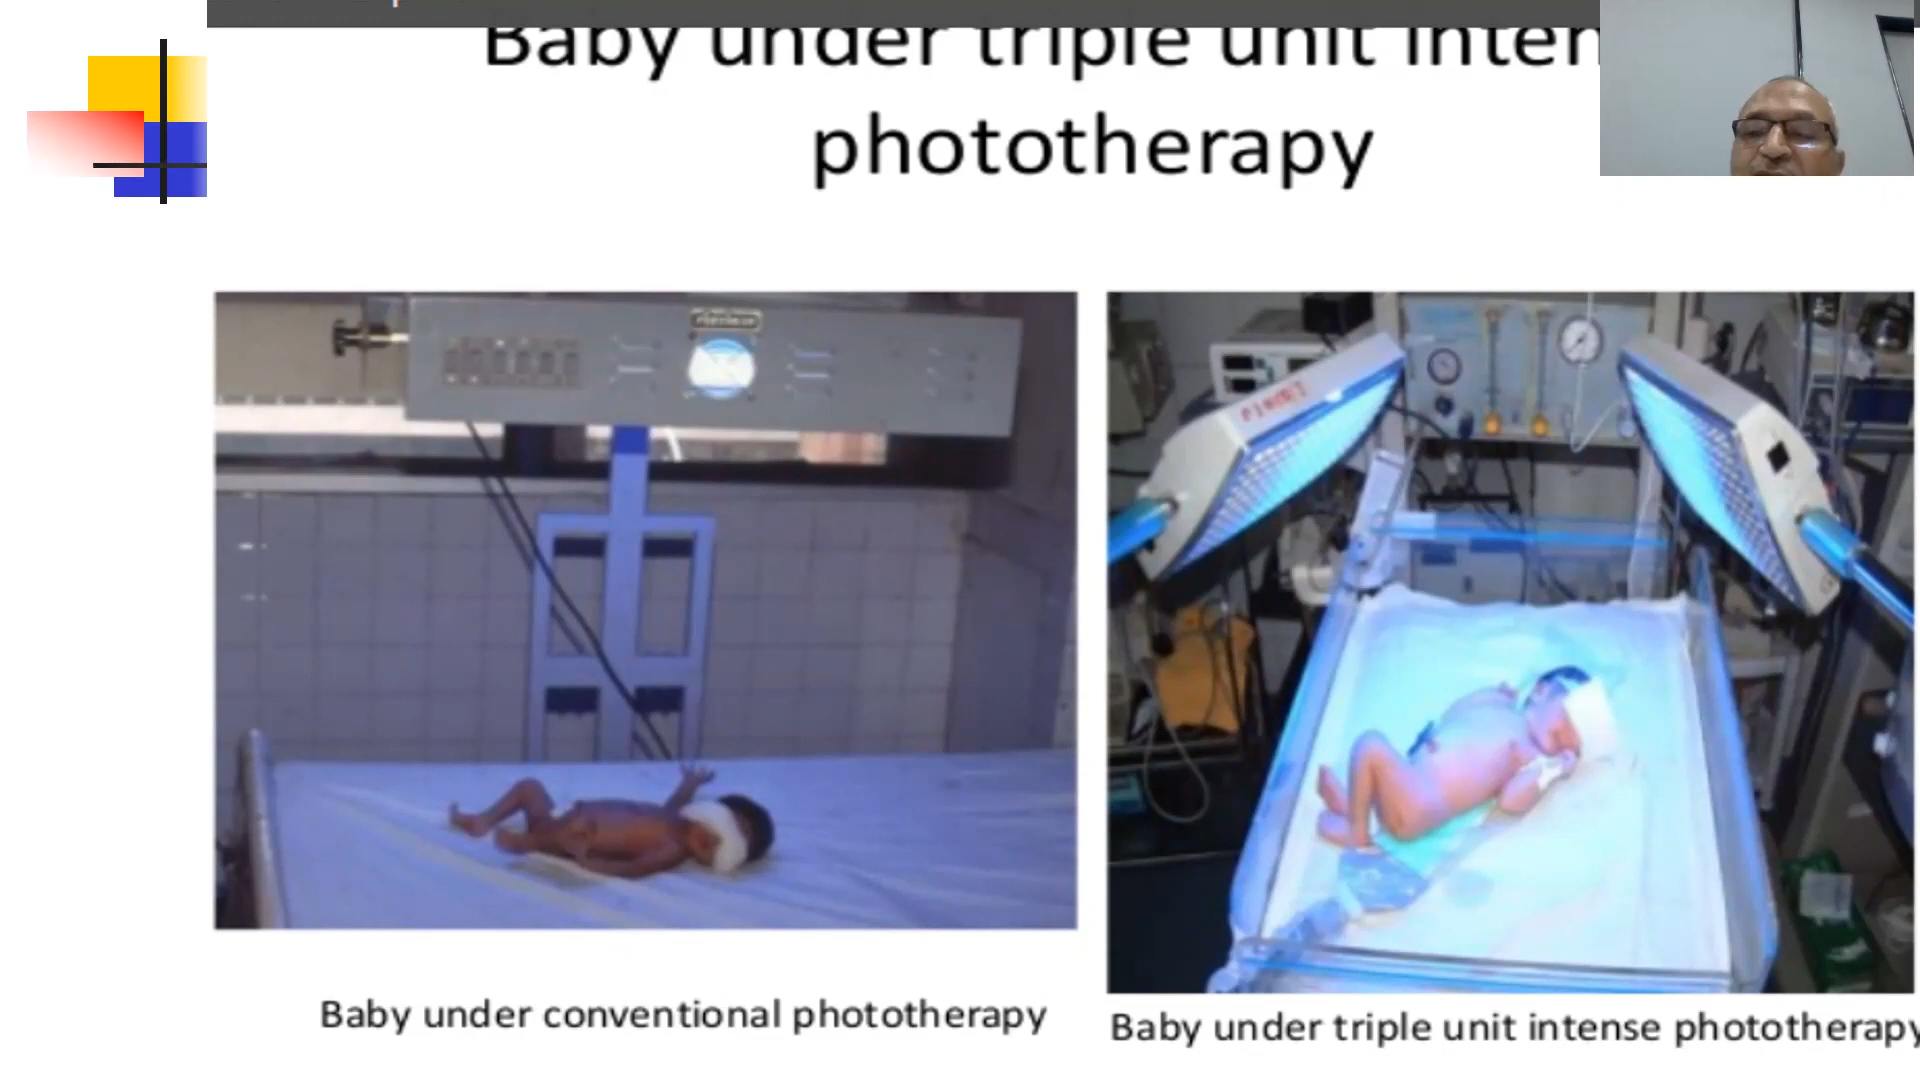 Baby under triple unit inten
phototherapy
Baby under conventional phototherapy
Baby under triple unit intense phototherapy